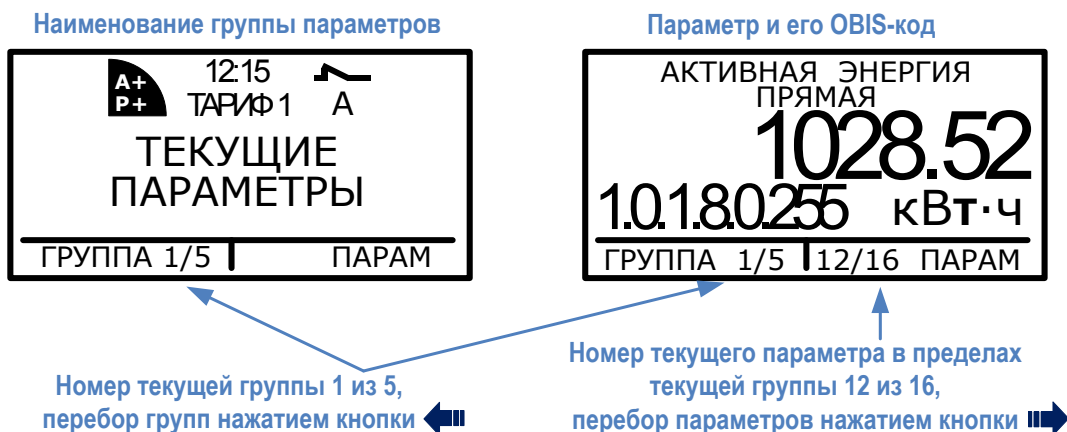 Наименование группы параметров
A+ 12:15
P+ ТАРИФ 1 А
ТЕКУЩИЕ
ПАРАМЕТРЫ
ГРУППА 1/5 ПАРАМ
Номер текущей группы 1 из 5,
перебор групп нажатием кнопки
Параметр и его OBIS-код
АКТИВНАЯ ЭНЕРГИЯ
ПРЯМАЯ
1028.52
1.0.1.8.0.255 кВт·ч
ГРУППА 1/5 12/16 ПАРАМ
Номер текущего параметра в пределах
текущей группы 12 из 16,
перебор параметров нажатием кнопки